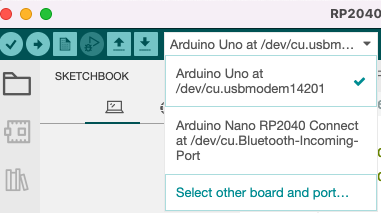 RP2040
Arduino Uno at /dev/cu.usbm...
SKETCHBOOK
Arduino Uno at
/dev/cu.usbmodem14201
Arduino Nano RP2040 Connect
at /dev/cu.Bluetooth-Incoming-
Port
Select other board and port...